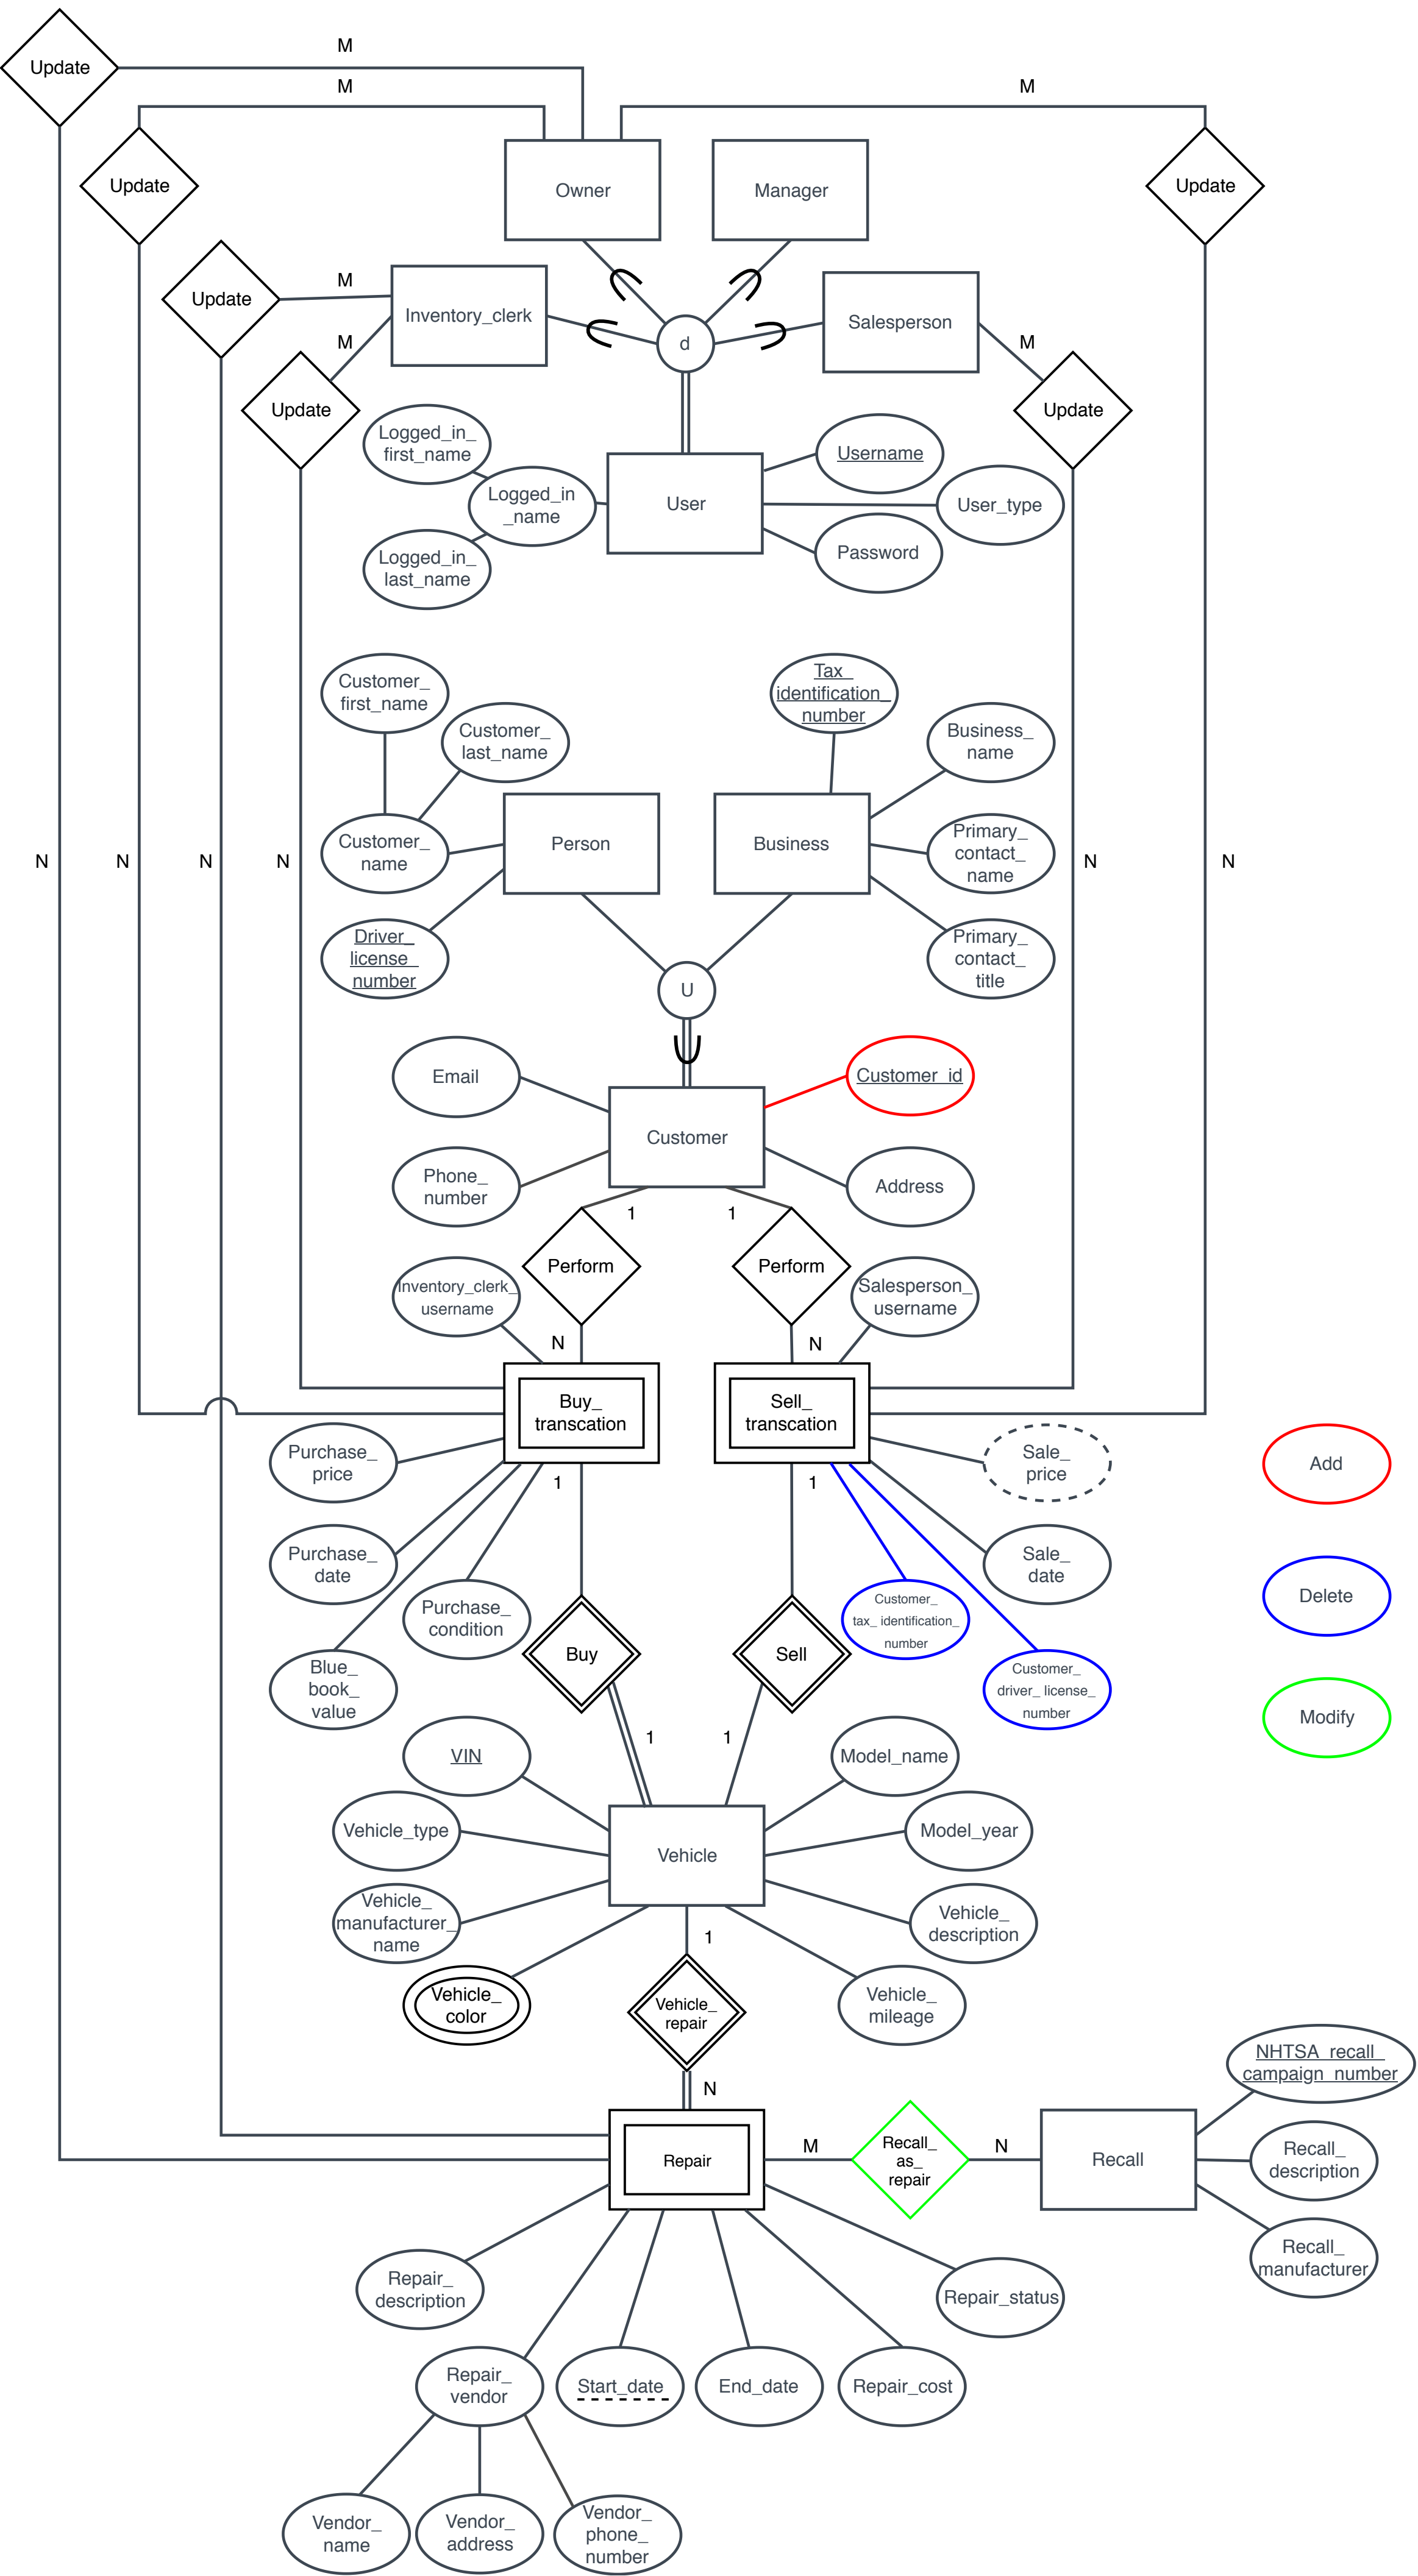 M
Update
M
M
Update
Owner
Manager
Update
M
Update
Inventory_clerk
Salesperson
d
M
M
Update
Update
Logged_in_
first_name
Username
Logged_in
_name
User
User_type
Password
Logged_in_
last_name
Customer_
first_name
Tax_
identification_
number
Customer_
last_name
Business_
name
Customer_
name
Person
Business
Primary_
contact_
name
N
N
N
N
N
N
Driver_
license_
number
Primary_
contact_
title
U
Email
Customer_id
Customer
Phone_
number
Address
1
1
Perform
Perform
Inventory_clerk_
username
Salesperson_
username
N
N
Buy_
transcation
Sell_
transcation
Purchase_
price
Sale_
price
Add
1
1
Purchase_
date
Sale_
date
Purchase_
condition
Customer_
tax_ identification_
number
Delete
Buy
Sell
Blue_
book_
value
Customer_
driver_ license_
number
Modify
1
1
VIN
Model_name
Vehicle_type
Model_year
Vehicle
Vehicle_
manufacturer_
name
Vehicle_
description
1
Vehicle_
color
Vehicle_
repair
Vehicle_
mileage
N
NHTSA_recall_
campaign_number
Repair
M
Recall_
as_
repair
N
Recall
Recall_
description
Recall_
manufacturer
Repair_
description
Repair_status
Repair_
vendor
Start_date
End_date
Repair_cost
Vendor_
name
Vendor_
address
Vendor_
phone_
number